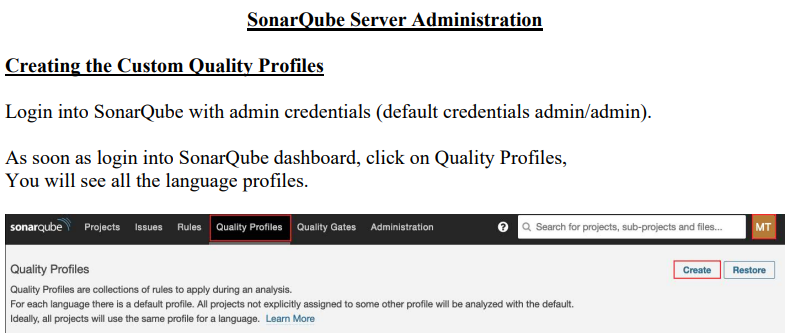 SonarQube Server Administration
Creating the Custom Quality Profiles
Login into SonarQube with admin credentials (default credentials admin/admin).
As soon as login into SonarQube dashboard, click on Quality Profiles,
You will see all the language profiles.
sonarqube Projects Issues Rules Quality Profiles Quality Gates Administration ? Search for projects, sub-projects and files... MT
Quality Profiles Create Restore
Quality Profiles are collections of rules to apply during an analysis.
For each language there is a default profile. All projects not explicitly assigned to some other profile will be analyzed with the default.
Ideally, all projects will use the same profile for a language. Learn More